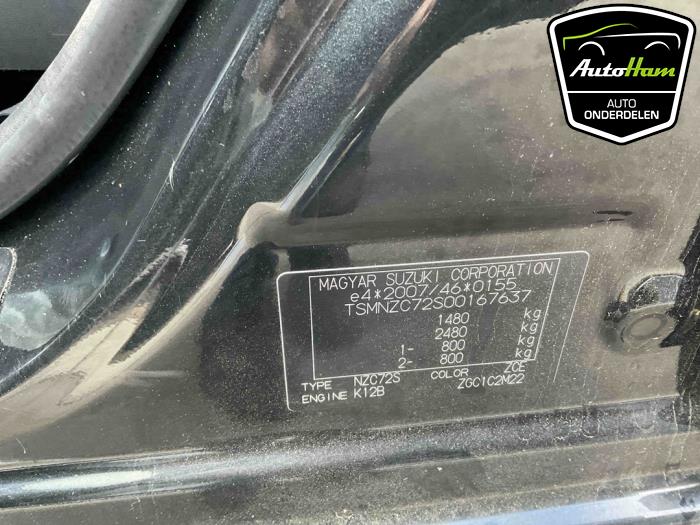 AutoHam
AUTO
ONDERDELEN
MAGYAR SUZUKI CORPORATION
e4*2007/46*0155
TSMNZC72S00167637
1480 kg
2480 kg
1- 800 kg
2- 800 kg
TYPE NZC72S COLOR ZCE
ENGINE K12B ZGC1C2M22